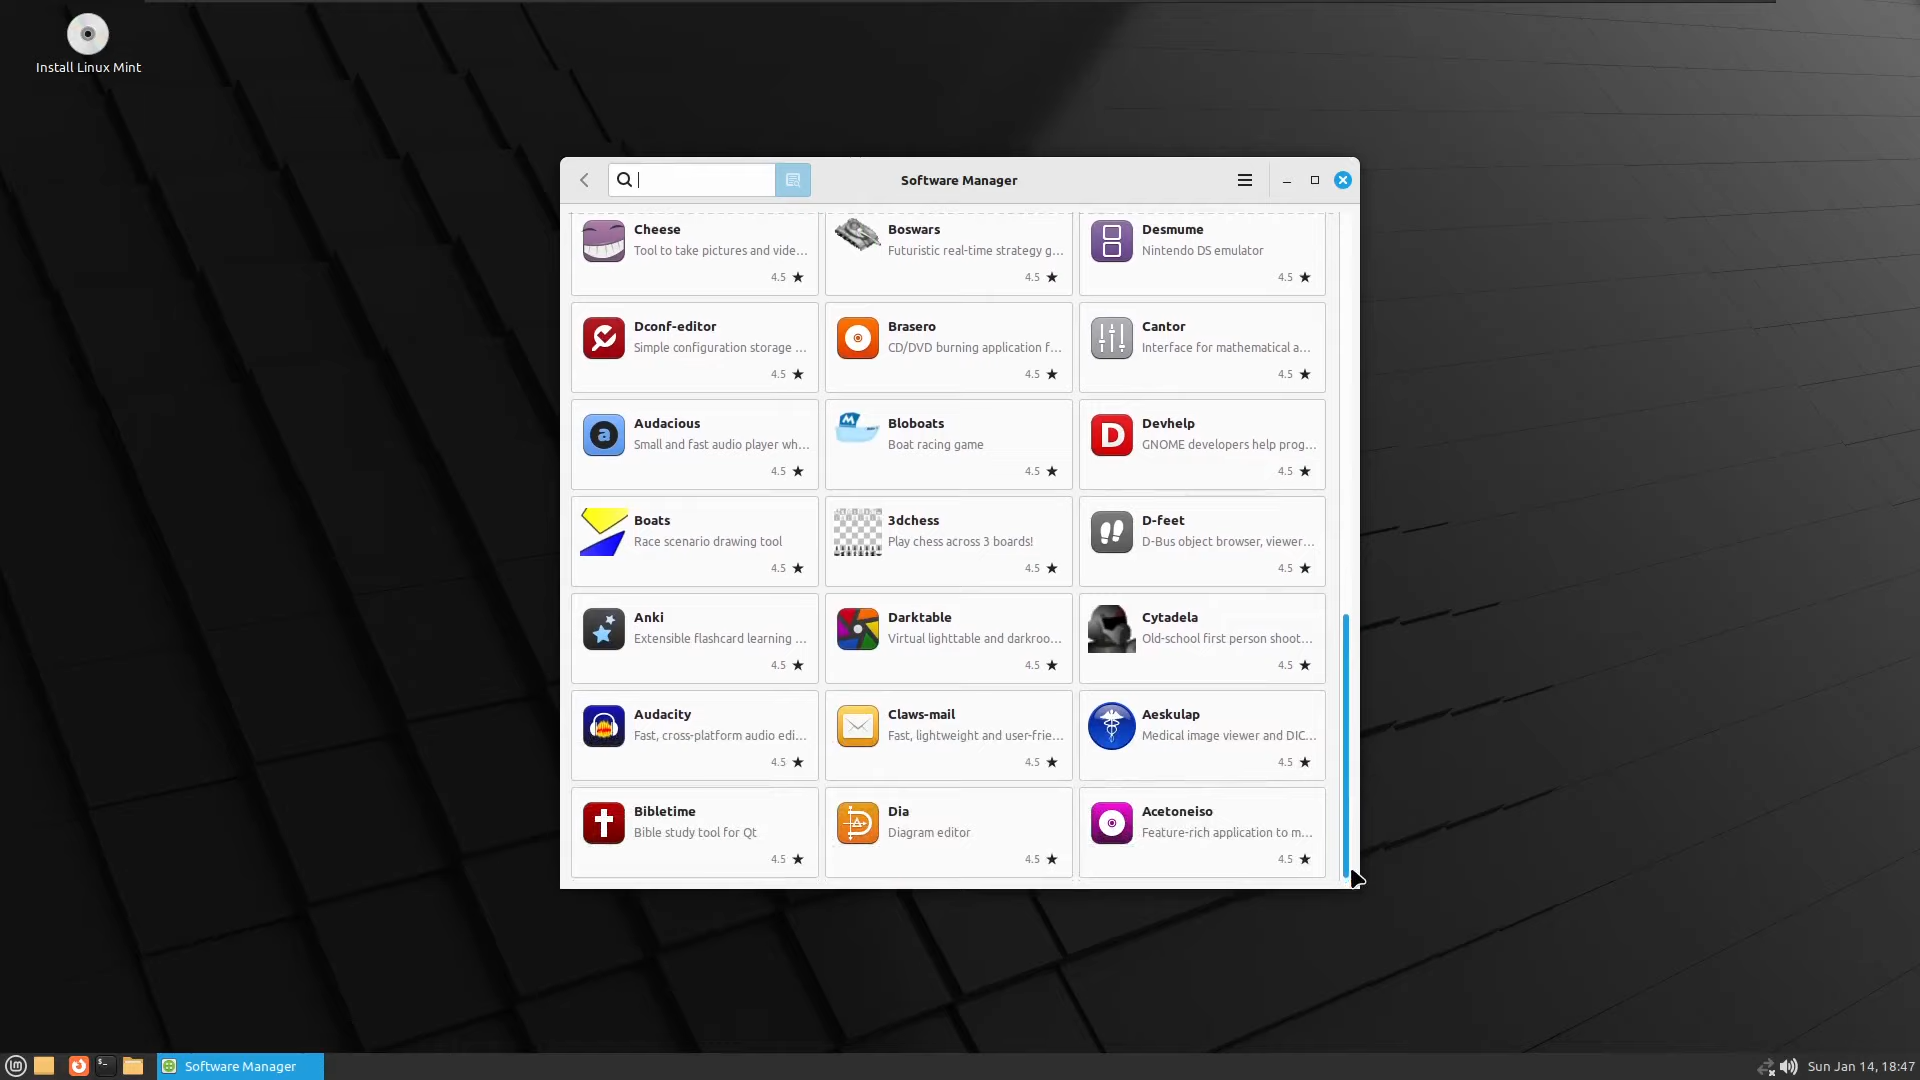 Install Linux Mint
Software Manager
Cheese
Tool to take pictures and vide...
4.5 ★
Boswars
Futuristic real-time strategy g...
4.5 ★
Desmume
Nintendo DS emulator
4.5 ★
Dconf-editor
Simple configuration storage ...
4.5 ★
Brasero
CD/DVD burning application f...
4.5 ★
Cantor
Interface for mathematical a...
4.5 ★
Audacious
Small and fast audio player wh...
4.5 ★
Bloboats
Boat racing game
4.5 ★
Devhelp
GNOME developers help prog...
4.5 ★
Boats
Race scenario drawing tool
4.5 ★
3dchess
Play chess across 3 boards!
4.5 ★
D-feet
D-Bus object browser, viewer...
4.5 ★
Anki
Extensible flashcard learning ...
4.5 ★
Darktable
Virtual lighttable and darkroo...
4.5 ★
Cytadela
Old-school first person shoot...
4.5 ★
Audacity
Fast, cross-platform audio edi...
4.5 ★
Claws-mail
Fast, lightweight and user-frie...
4.5 ★
Aeskulap
Medical image viewer and DIC...
4.5 ★
Bibletime
Bible study tool for Qt
4.5 ★
Dia
Diagram editor
4.5 ★
Acetoneiso
Feature-rich application to m...
4.5 ★
Software Manager
Sun Jan 14, 18:47